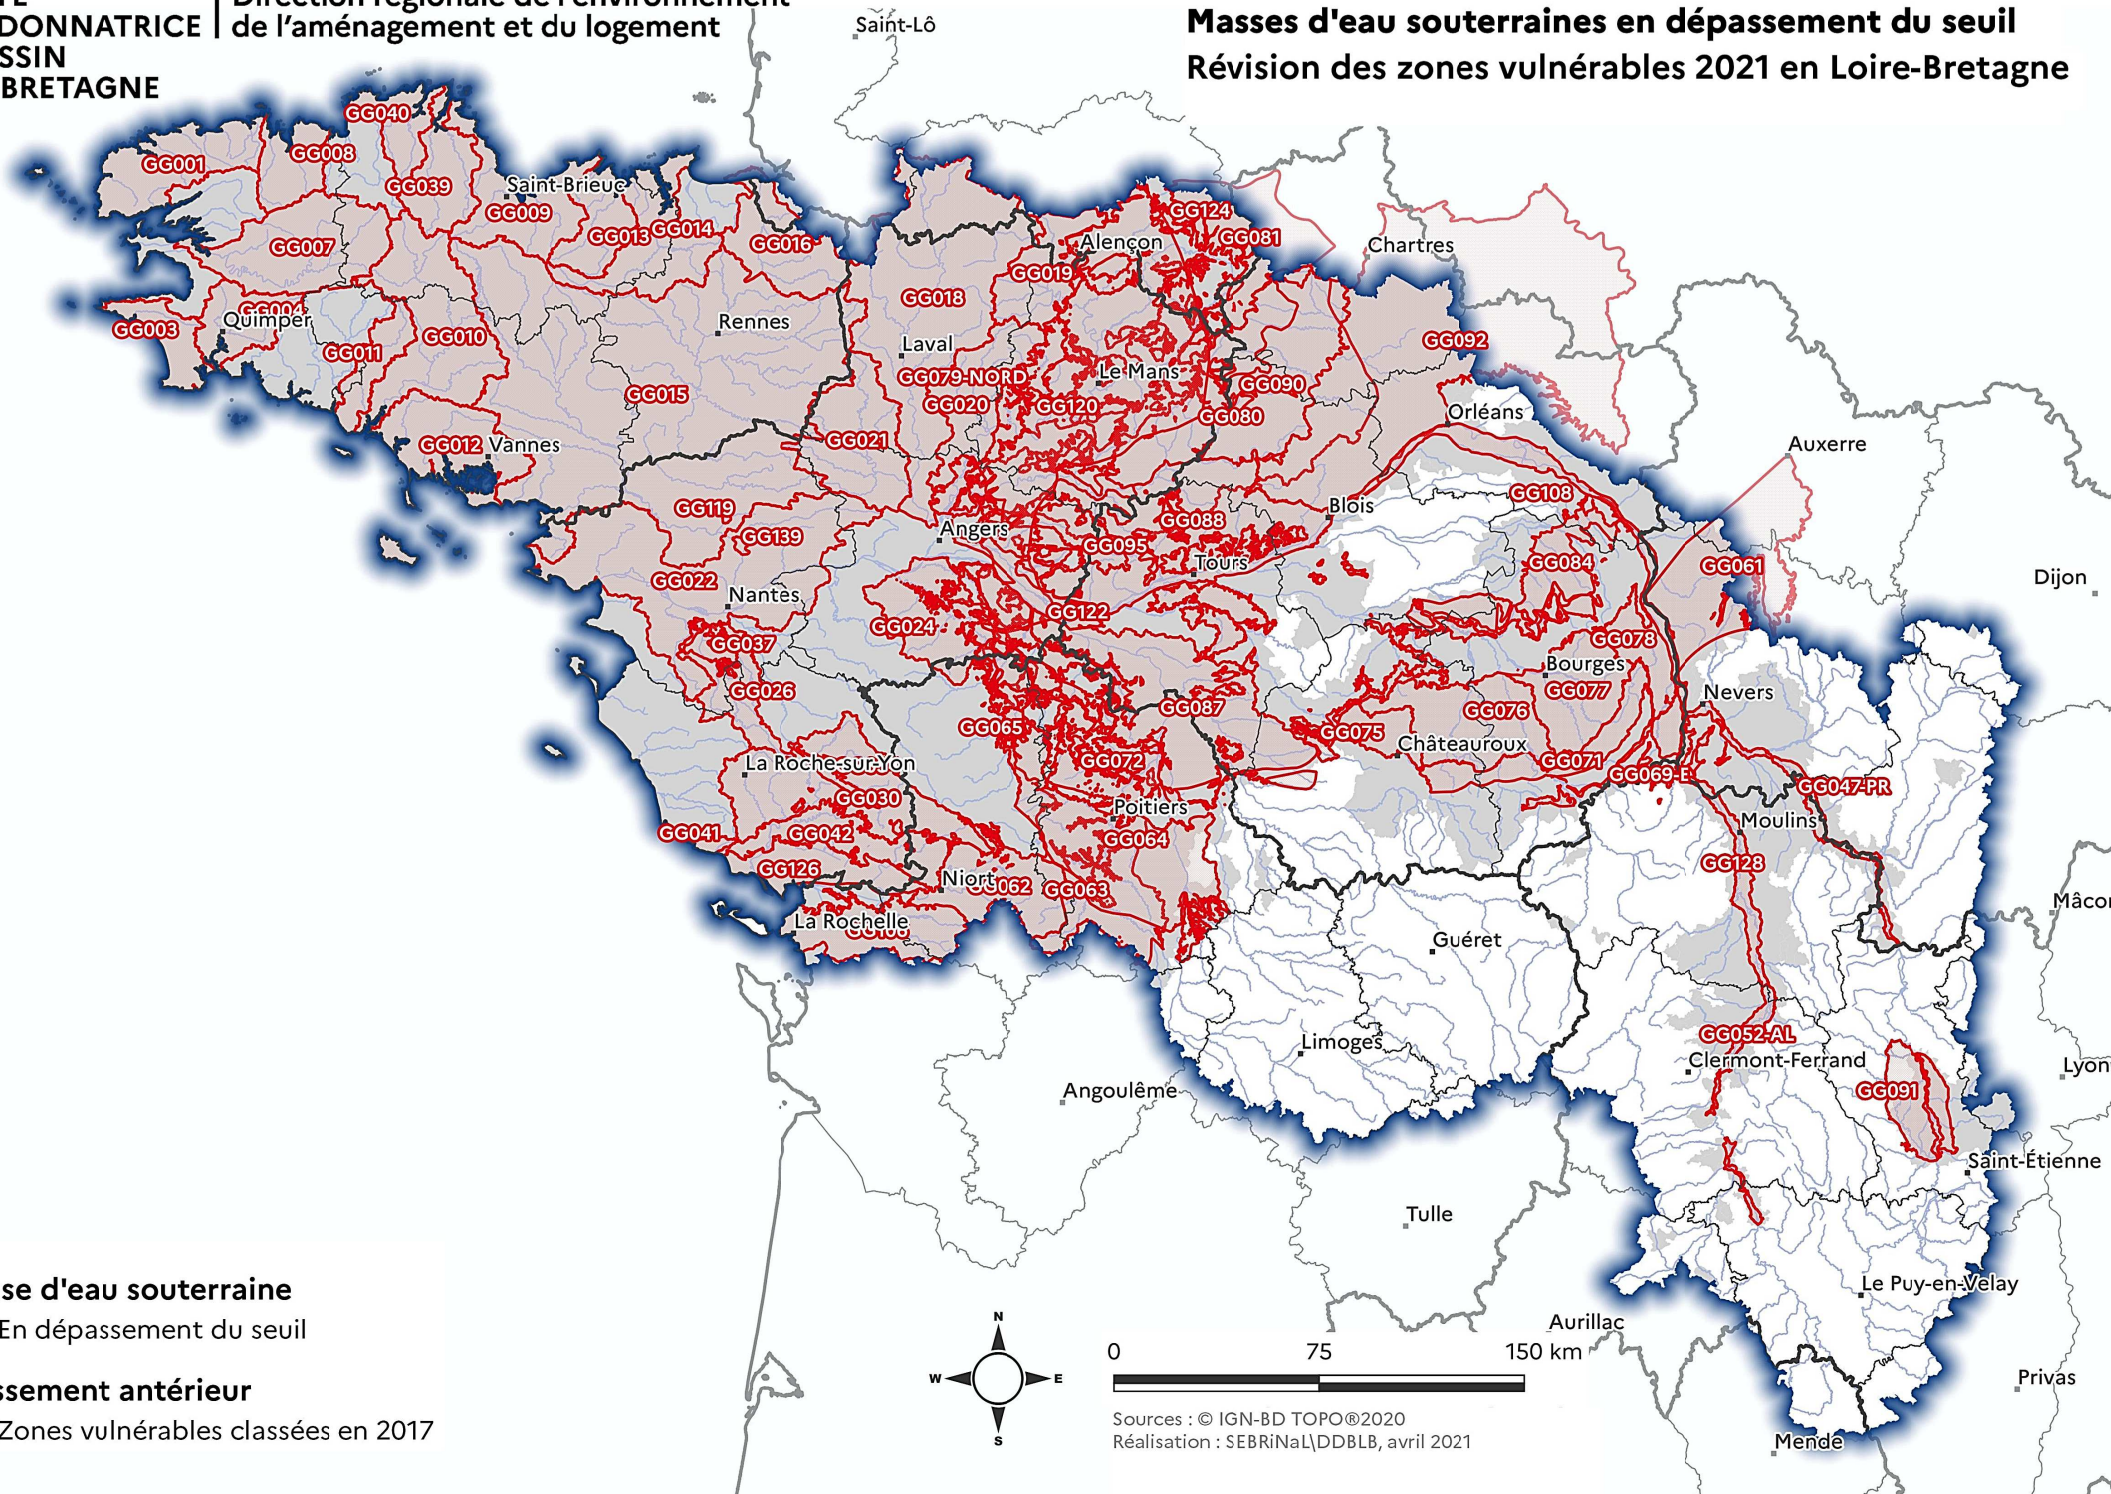 DONNATRICE
SSIN
BRETAGNE
Direction régionale de l'environnement
de l'aménagement et du logement
Masses d'eau souterraines en dépassement du seuil
Révision des zones vulnérables 2021 en Loire-Bretagne
Saint-Lô
GG040
GG001
GG008
GG039
Saint-Brieuc
GG009
GG013
GG014
GG016
GG007
GG124
GG081
Alençon
Chartres
GG019
GG018
GG003
GG004
Quimper
GG010
GG011
Rennes
Laval
GG092
GG079-NORD
Le Mans
GG090
GG015
GG020
GG120
GG080
Orléans
GG021
GG012
Vannes
Auxerre
GG119
GG108
Blois
GG139
Angers
GG088
GG095
Tours
GG084
GG061
Dijon
GG022
Nantes
GG024
GG122
GG037
GG078
Bourges
GG026
GG077
Nevers
GG065
GG087
GG076
GG075
Châteauroux
La Roche-sur-Yon
GG072
GG071
GG069-E
GG047-PR
GG030
Poitiers
GG041
GG042
GG064
Moulins
GG126
GG128
Niort
GG062
GG063
La Rochelle
GG106
Mâcon
Guéret
Limoges
GG052-AL
Clermont-Ferrand
Lyon
Angoulême
GG091
Saint-Étienne
Tulle
Le Puy-en-Velay
Aurillac
Privas
Mende
se d'eau souterraine
En dépassement du seuil
ssement antérieur
Zones vulnérables classées en 2017
N
W
E
S
0 75 150 km
Sources : © IGN-BD TOPO®2020
Réalisation : SEBRiNaL\DDBLB, avril 2021